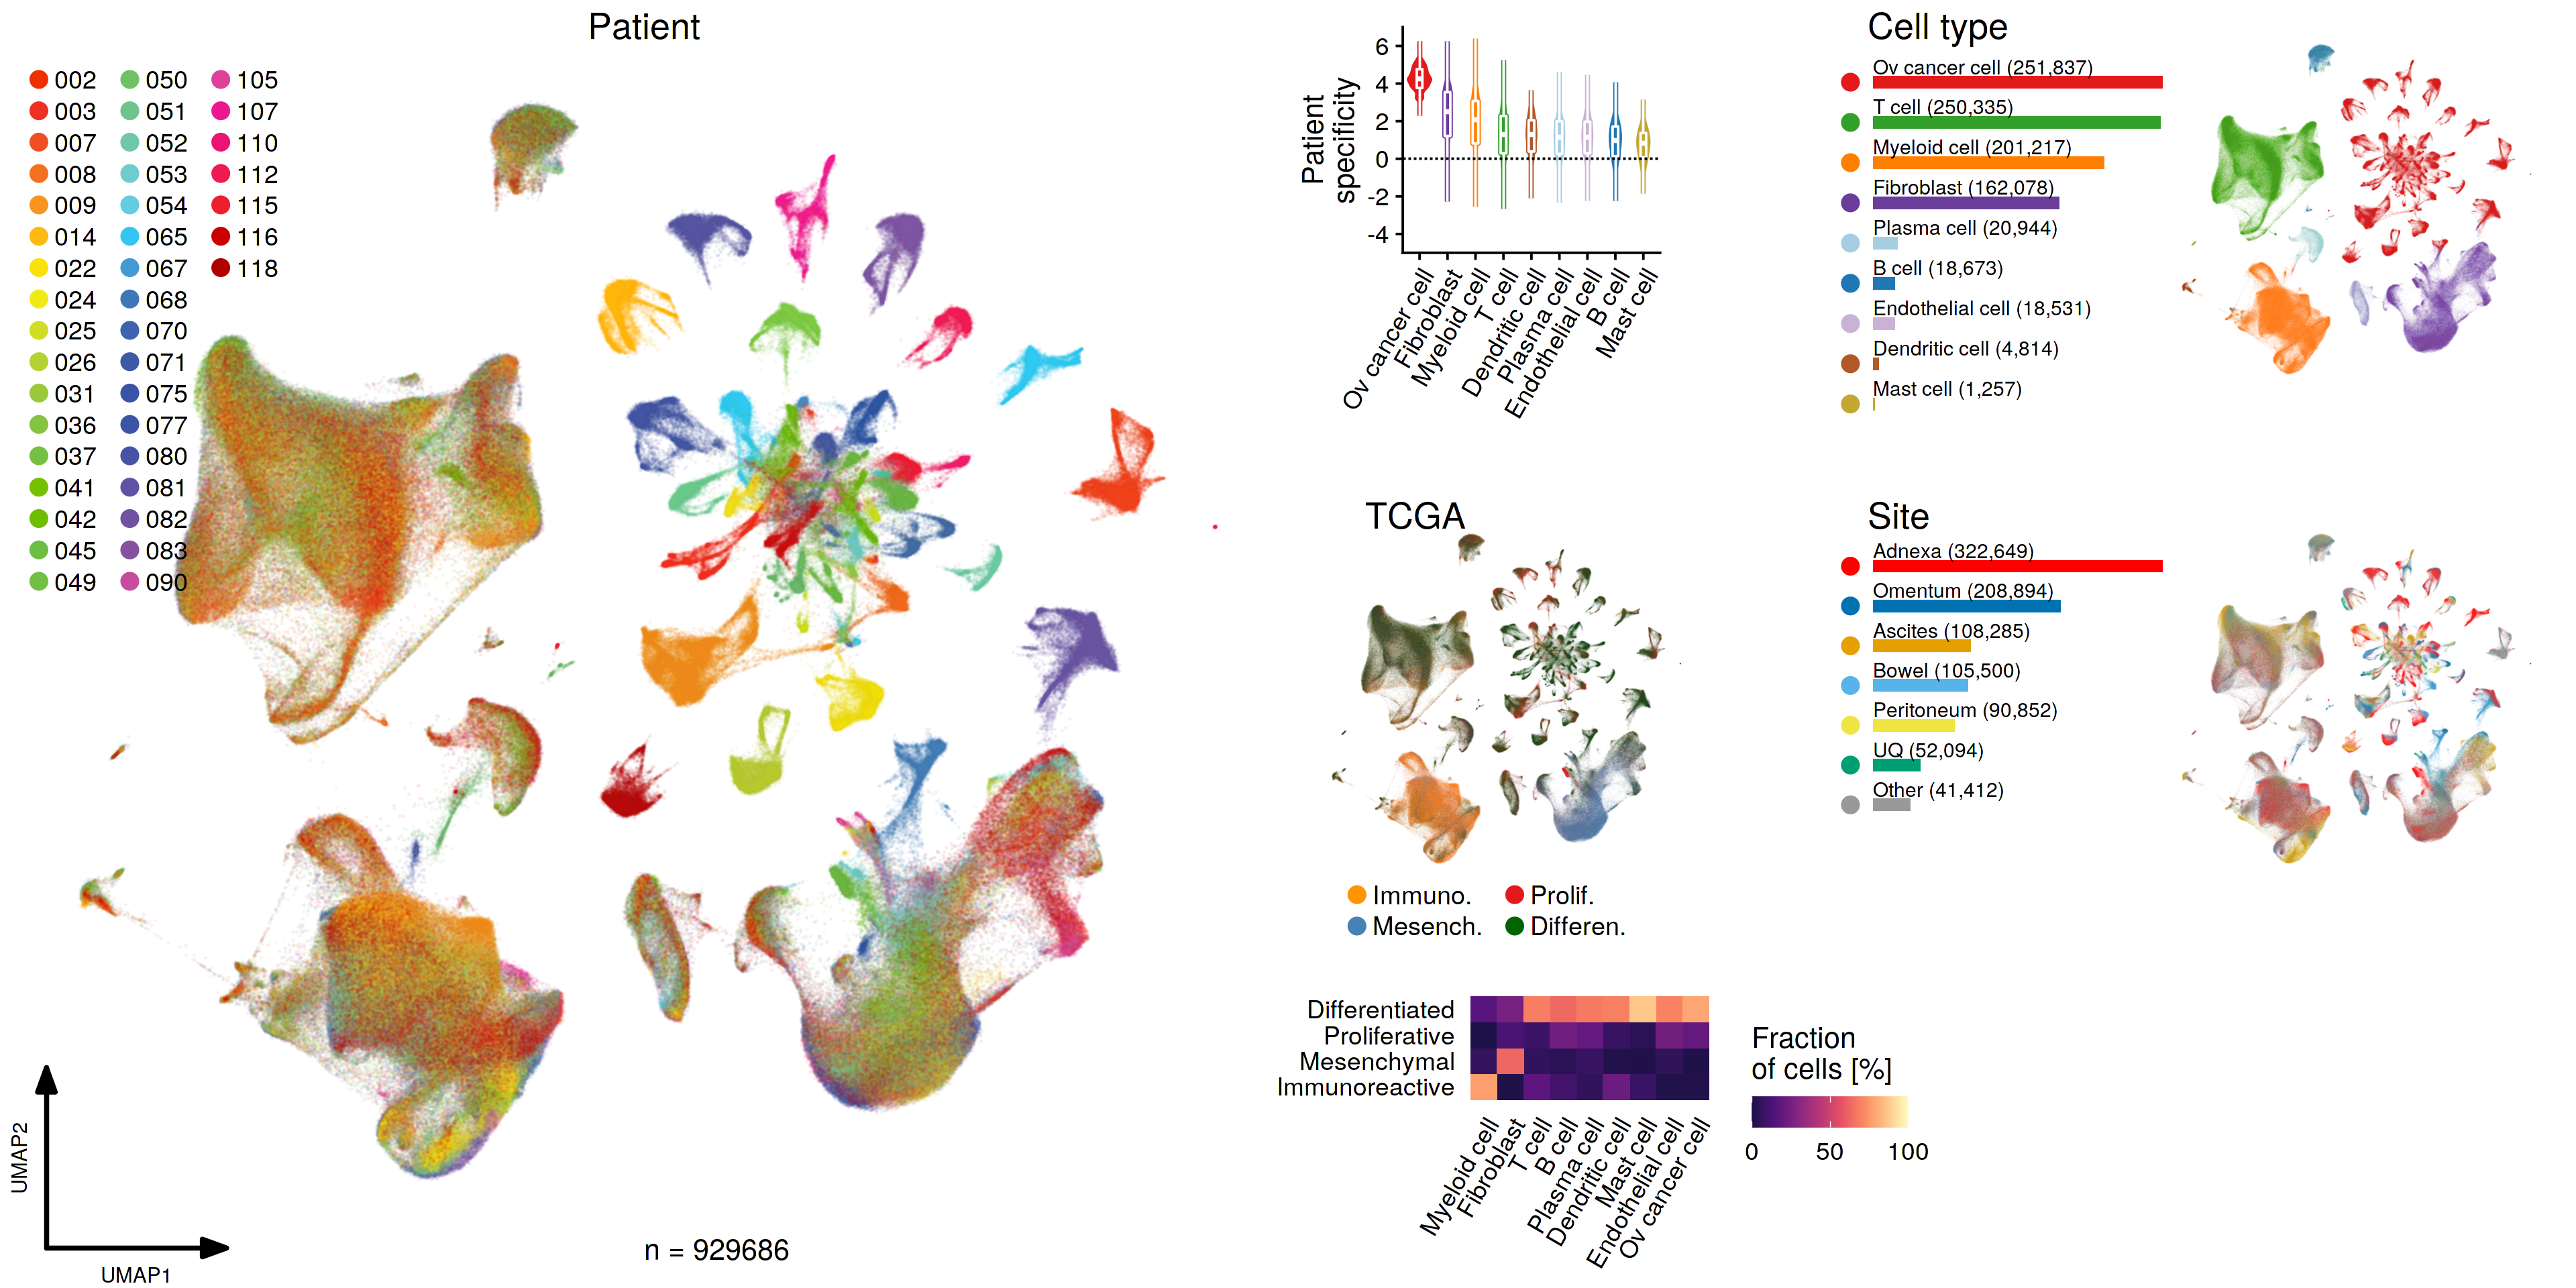 Patient
002
003
007
008
009
014
022
024
025
026
031
036
037
041
042
045
049
050
051
052
053
054
065
067
068
070
071
075
077
080
081
082
083
090
105
107
110
112
115
116
118
UMAP2
UMAP1
n = 929686
Patient
specificity
6
4
2
0
-2
-4
Ov cancer cell
Fibroblast
Myeloid cell
T cell
Dendritic cell
Plasma cell
Endothelial cell
B cell
Mast cell
Cell type
Ov cancer cell (251,837)
T cell (250,335)
Myeloid cell (201,217)
Fibroblast (162,078)
Plasma cell (20,944)
B cell (18,673)
Endothelial cell (18,531)
Dendritic cell (4,814)
Mast cell (1,257)
TCGA
Immuno.
Prolif.
Mesench.
Differen.
Site
Adnexa (322,649)
Omentum (208,894)
Ascites (108,285)
Bowel (105,500)
Peritoneum (90,852)
UQ (52,094)
Other (41,412)
Differentiated
Proliferative
Mesenchymal
Immunoreactive
Myeloid cell
Fibroblast
T cell
B cell
Plasma cell
Dendritic cell
Mast cell
Endothelial cell
Ov cancer cell
Fraction
of cells [%]
0 50 100